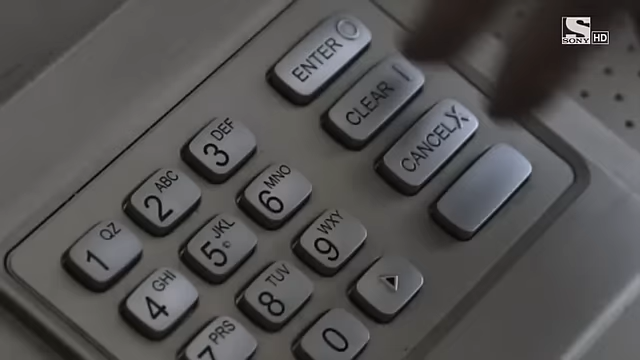 ENTER O
CLEAR |
CANCEL X
1 QZ
2 ABC
3 DEF
4 GHI
5 JKL
6 MNO
7 PRS
8 TUV
9 WXY
0
S
SONY HD